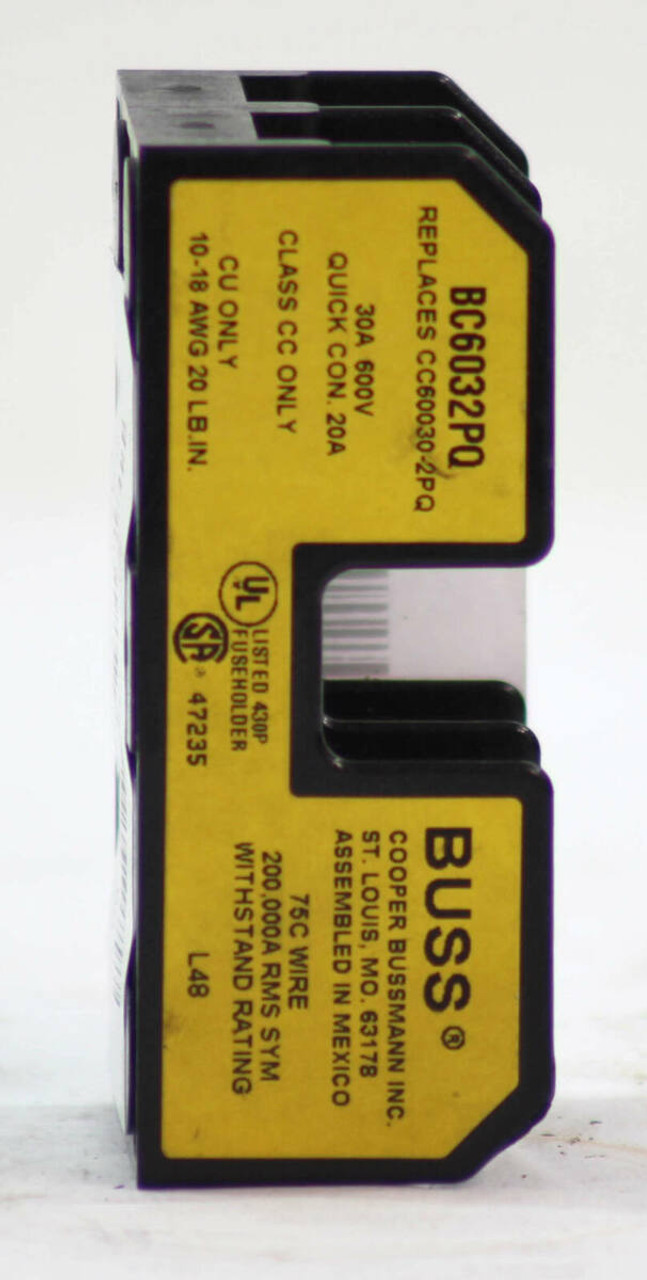 BC6032PQ
REPLACES CC60030-2PQ
30A 600V
QUICK CON. 20A
CLASS CC ONLY
CU ONLY
10-18 AWG 20 LB.IN.
UL
LISTED 430P
FUSEHOLDER
SA® 47235
BUSS®
COOPER BUSSMANN INC.
ST. LOUIS, MO. 63178
ASSEMBLED IN MEXICO
75C WIRE
200,000A RMS SYM
WITHSTAND RATING
L48